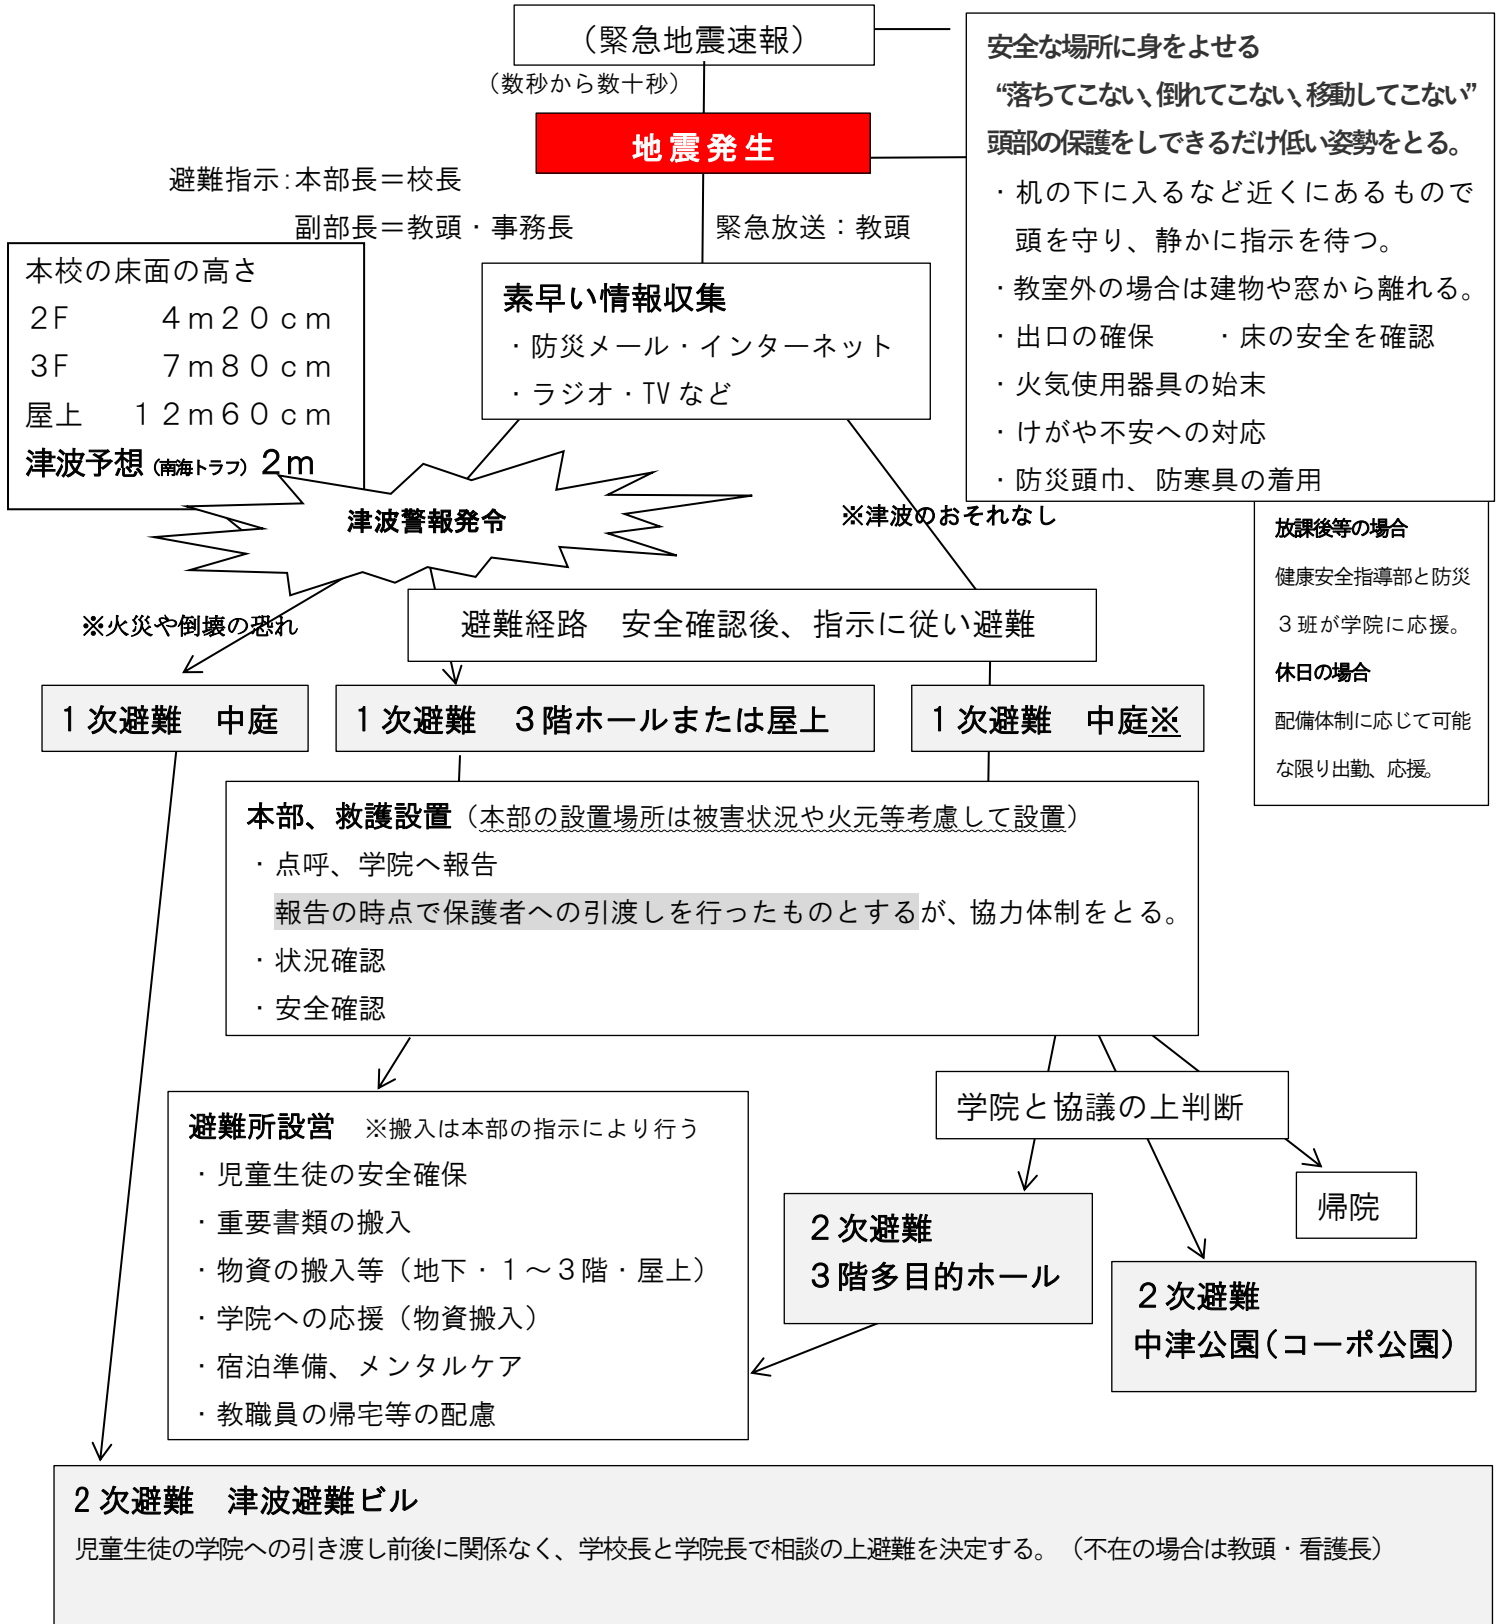 （緊急地震速報）
（数秒から数十秒）
地震発生
安全な場所に身をよせる
“落ちてこない、倒れてこない、移動してこない”
頭部の保護をしできるだけ低い姿勢をとる。
・机の下に入るなど近くにあるもので
頭を守り、静かに指示を待つ。
・教室外の場合は建物や窓から離れる。
・出口の確保　　・床の安全を確認
・火気使用器具の始末
・けがや不安への対応
・防災頭巾、防寒具の着用
避難指示：本部長＝校長
副部長＝教頭・事務長
緊急放送：教頭
本校の床面の高さ
２F　４ｍ２０ｃｍ
３F　７ｍ８０ｃｍ
屋上　１２ｍ６０ｃｍ
津波予想（南海トラフ）２ｍ
素早い情報収集
・防災メール・インターネット
・ラジオ・TVなど
津波警報発令
※津波のおそれなし
放課後等の場合
健康安全指導部と防災
３班が学院に応援。
休日の場合
配備体制に応じて可能
な限り出勤、応援。
※火災や倒壊の恐れ
避難経路　安全確認後、指示に従い避難
１次避難　中庭
１次避難　３階ホールまたは屋上
１次避難　中庭※
本部、救護設置（本部の設置場所は被害状況や火元等考慮して設置）
・点呼、学院へ報告
報告の時点で保護者への引渡しを行ったものとするが、協力体制をとる。
・状況確認
・安全確認
避難所設営　※搬入は本部の指示により行う
・児童生徒の安全確保
・重要書類の搬入
・物資の搬入等（地下・１～３階・屋上）
・学院への応援（物資搬入）
・宿泊準備、メンタルケア
・教職員の帰宅等の配慮
学院と協議の上判断
帰院
２次避難
３階多目的ホール
２次避難
中津公園（コーポ公園）
２次避難　津波避難ビル
児童生徒の学院への引き渡し前後に関係なく、学校長と学院長で相談の上避難を決定する。（不在の場合は教頭・看護長）